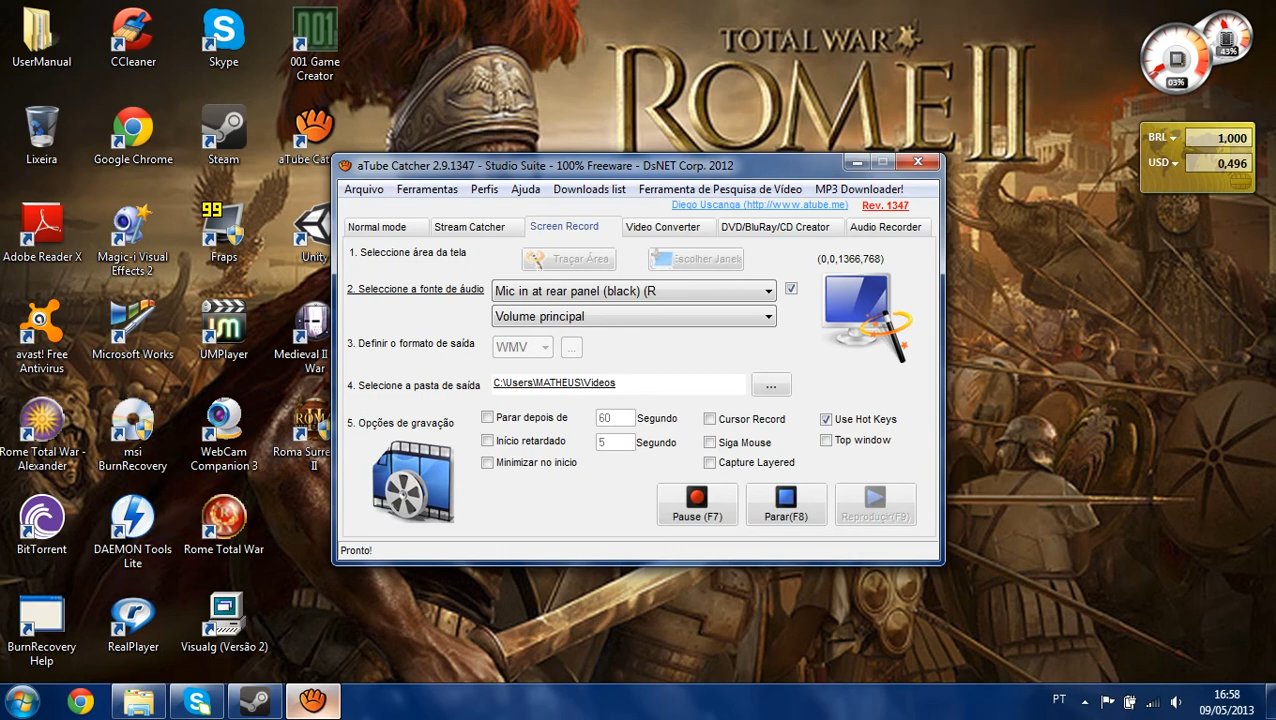 TOTAL WAR
ROME II
UserManual
CCleaner
Skype
001
001 Game
Creator
43%
03%
Lixeira
Google Chrome
Steam
aTube Cat
BRL
1,000
USD
0,496
Adobe Reader X
Magic-i Visual
Effects 2
99
Fraps
Unity
avast! Free
Antivirus
Microsoft Works
UMPlayer
Medieval II
War
Rome Total War -
Alexander
msi
BurnRecovery
WebCam
Companion 3
Roma Surre
II
BitTorrent
DAEMON Tools
Lite
Rome Total War
BurnRecovery
Help
RealPlayer
Visualg (Versão 2)
aTube Catcher 2.9.1347 - Studio Suite - 100% Freeware - DsNET Corp. 2012
Arquivo Ferramentas Perfis Ajuda Downloads list Ferramenta de Pesquisa de Vídeo MP3 Downloader!
Diego Uscanga (http://www.atube.me) Rev. 1347
Normal mode Stream Catcher Screen Record Video Converter DVD/BluRay/CD Creator Audio Recorder
1. Seleccione área da tela Traçar Área Escolher Janela (0,0,1366,768)
2. Seleccione a fonte de áudio Mic in at rear panel (black) (R
Volume principal
3. Definir o formato de saída WMV ...
4. Selecione a pasta de saída C:\Users\MATHEUS\Videos ...
5. Opções de gravação
Parar depois de 60 Segundo Cursor Record Use Hot Keys
Início retardado 5 Segundo Siga Mouse Top window
Minimizar no inicio Capture Layered
Pause (F7) Parar(F8) Reproduçir(F9)
Pronto!
PT
16:58
09/05/2013